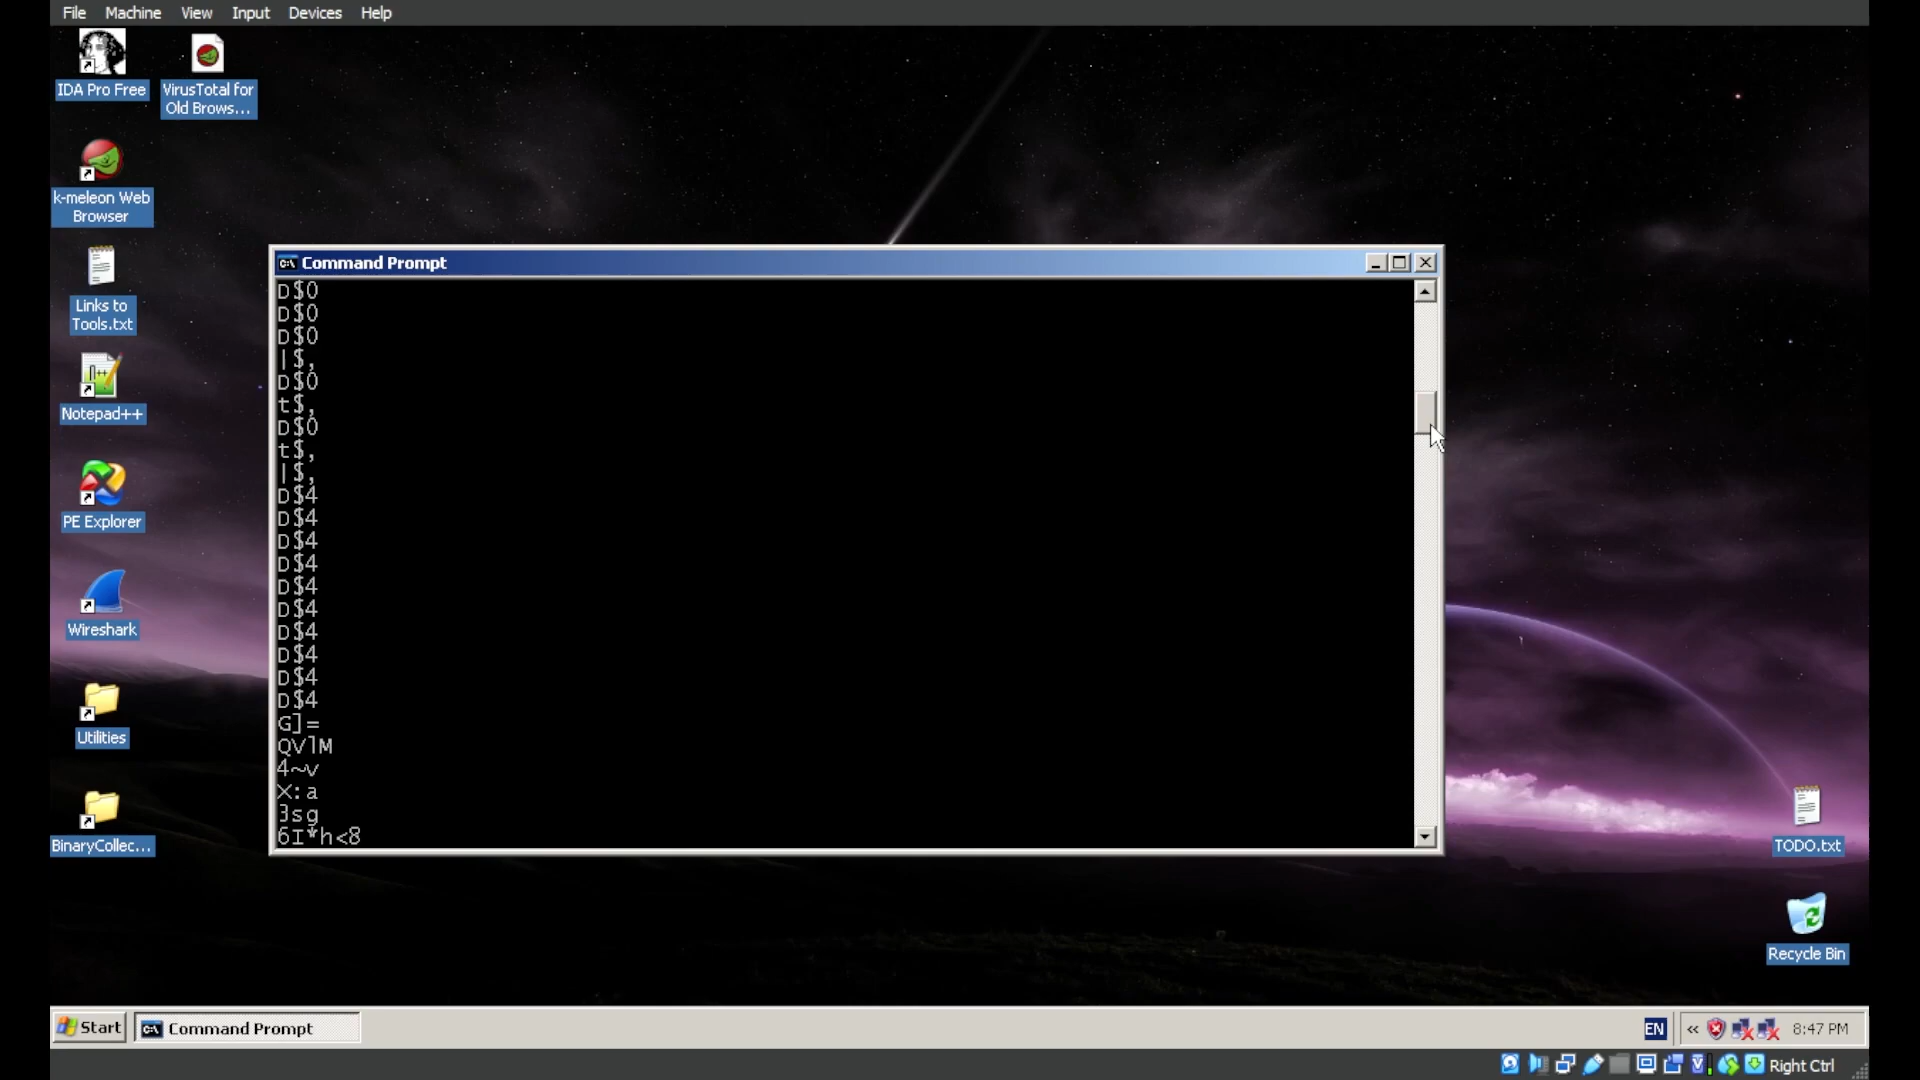 File Machine View Input Devices Help
IDA Pro Free
VirusTotal for
Old Brows...
k-meleon Web
Browser
Links to
Tools.txt
Notepad++
PE Explorer
Wireshark
Utilities
BinaryCollec...
Command Prompt
D$0
D$0
D$0
|$,
D$0
t$,
D$0
t$,
|$,
D$4
D$4
D$4
D$4
D$4
D$4
D$4
D$4
D$4
D$4
G]=
QV]M
4~v
X:a
3sg
6I*h<8
TODO.txt
Recycle Bin
Start
Command Prompt
EN
«
8:47 PM
Right Ctrl